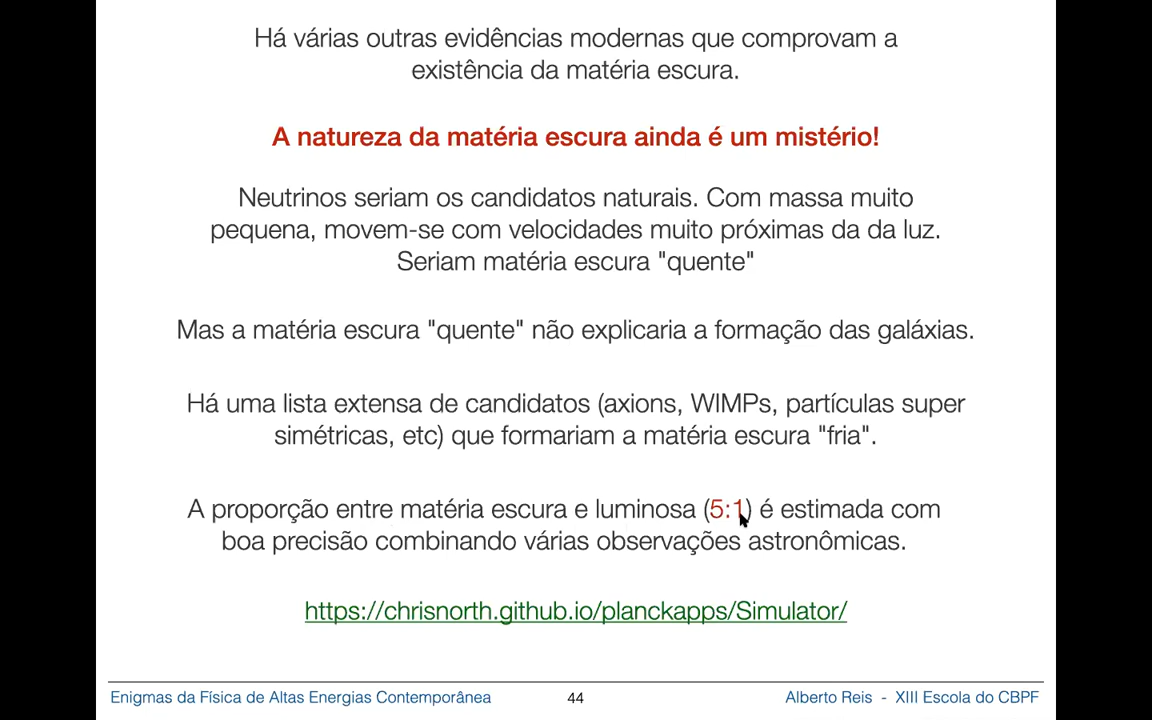 Há várias outras evidências modernas que comprovam a
existência da matéria escura.
A natureza da matéria escura ainda é um mistério!
Neutrinos seriam os candidatos naturais. Com massa muito
pequena, movem-se com velocidades muito próximas da da luz.
Seriam matéria escura "quente"
Mas a matéria escura "quente" não explicaria a formação das galáxias.
Há uma lista extensa de candidatos (axions, WIMPs, partículas super
simétricas, etc) que formariam a matéria escura "fria".
A proporção entre matéria escura e luminosa (5:1) é estimada com
boa precisão combinando várias observações astronômicas.
https://chrisnorth.github.io/planckapps/Simulator/
Enigmas da Física de Altas Energias Contemporânea 44 Alberto Reis - XIII Escola do CBPF